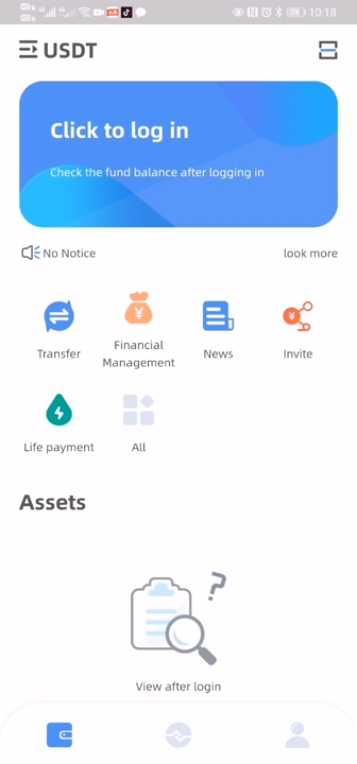 10:18
USDT
Click to log in
Check the fund balance after logging in
No Notice
look more
Transfer
Financial
Management
News
Invite
Life payment
All
Assets
?
View after login